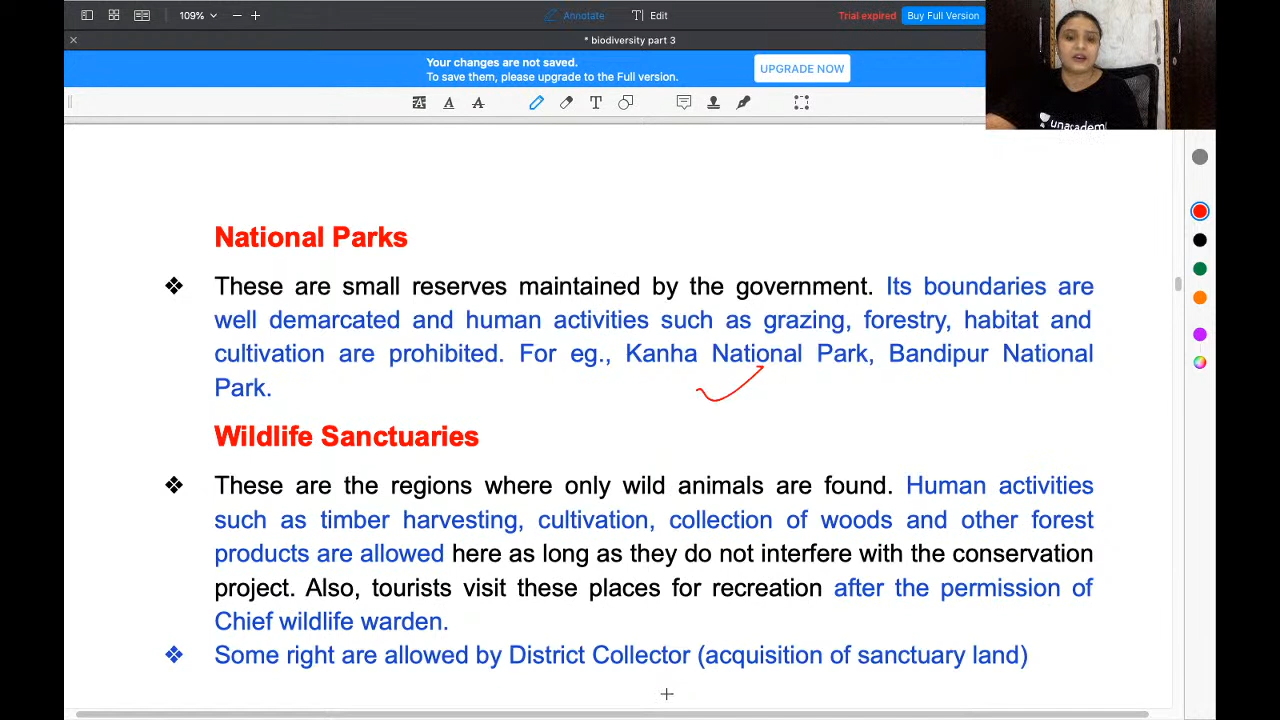 109%
Annotate
Edit
Trial expired
Buy Full Version
* biodiversity part 3
Your changes are not saved.
To save them, please upgrade to the Full version.
UPGRADE NOW
unacadem
National Parks
❖ These are small reserves maintained by the government. Its boundaries are
well demarcated and human activities such as grazing, forestry, habitat and
cultivation are prohibited. For eg., Kanha National Park, Bandipur National
Park.
Wildlife Sanctuaries
❖ These are the regions where only wild animals are found. Human activities
such as timber harvesting, cultivation, collection of woods and other forest
products are allowed here as long as they do not interfere with the conservation
project. Also, tourists visit these places for recreation after the permission of
Chief wildlife warden.
❖ Some right are allowed by District Collector (acquisition of sanctuary land)